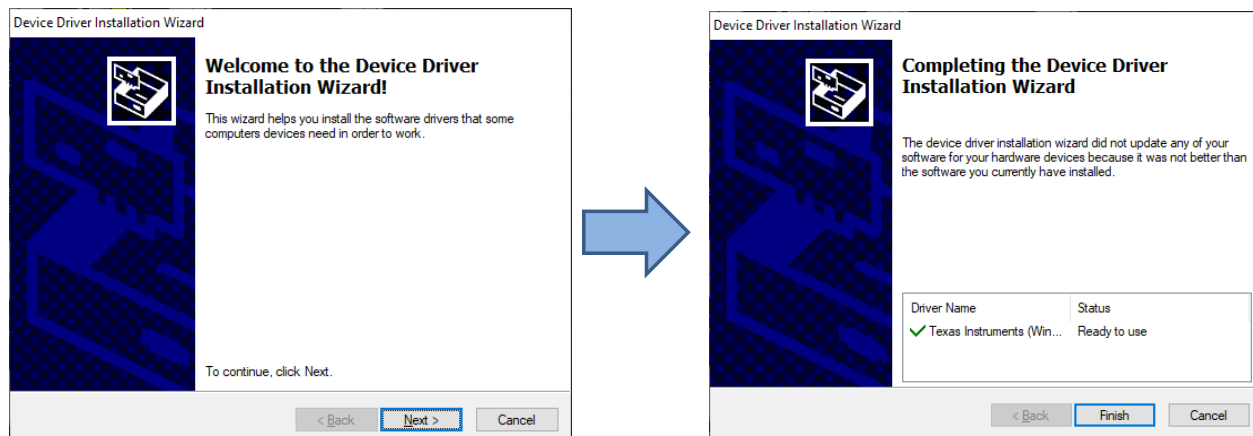 Device Driver Installation Wizard
Welcome to the Device Driver
Installation Wizard!
This wizard helps you install the software drivers that some
computers devices need in order to work.
To continue, click Next.
< Back
Next >
Cancel
Device Driver Installation Wizard
Completing the Device Driver
Installation Wizard
The device driver installation wizard did not update any of your
software for your hardware devices because it was not better than
the software you currently have installed.
Driver Name Status
Texas Instruments (Win... Ready to use
< Back
Finish
Cancel